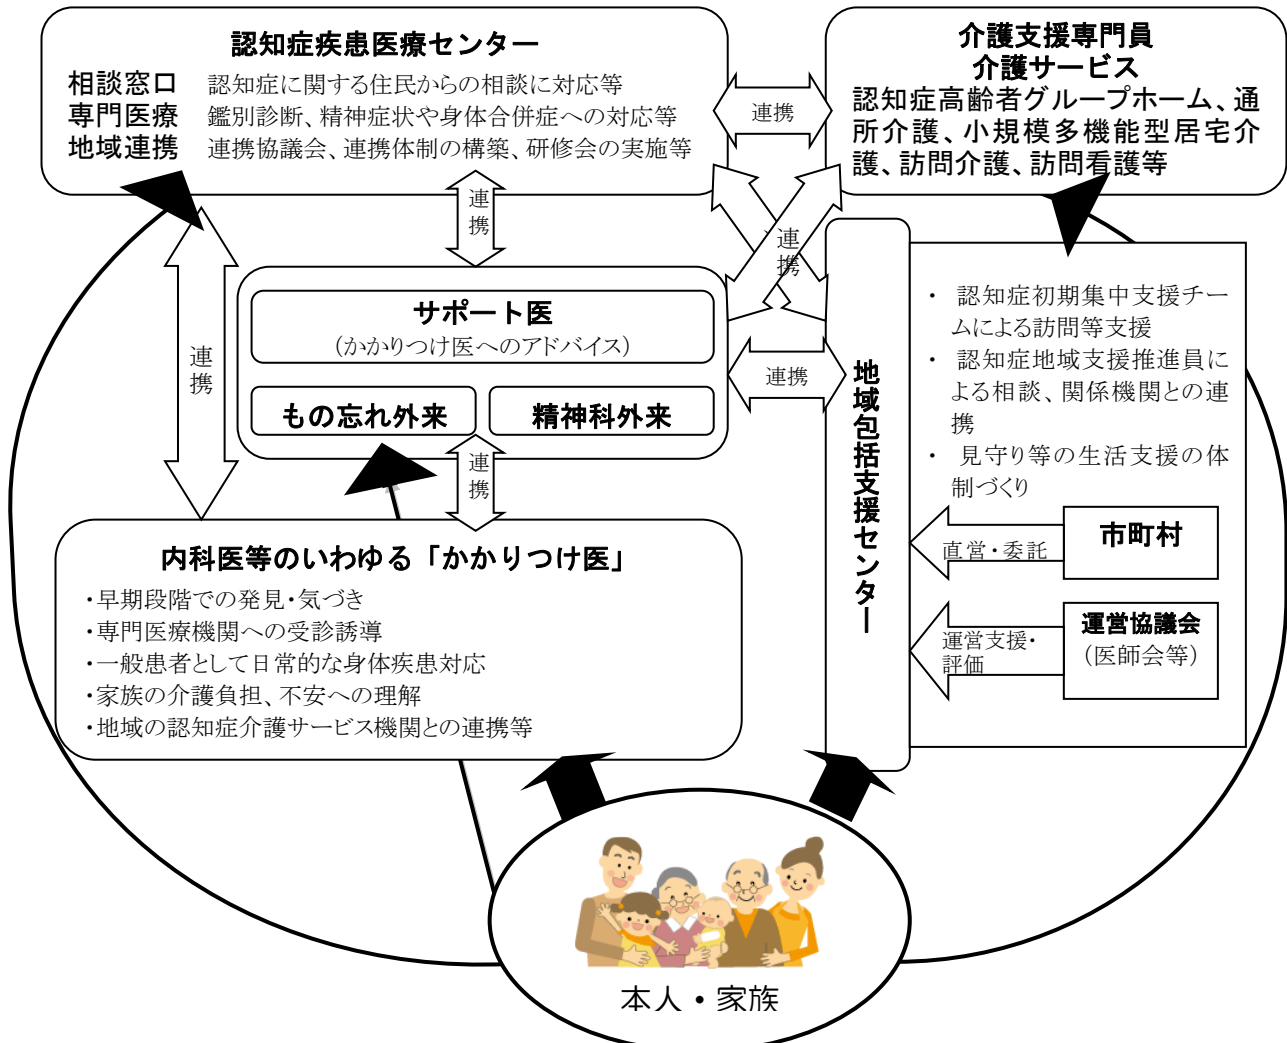 認知症疾患医療センター
相談窓口 認知症に関する住民からの相談に対応等
専門医療 鑑別診断、精神症状や身体合併症への対応等
地域連携 連携協議会、連携体制の構築、研修会の実施等
連携
介護支援専門員
介護サービス
認知症高齢者グループホーム、通
所介護、小規模多機能型居宅介
護、訪問介護、訪問看護等
連携
連携
連携
サポート医
(かかりつけ医へのアドバイス)
もの忘れ外来
精神科外来
連携
連携
連携
地域包括支援センター
・ 認知症初期集中支援チー
ムによる訪問等支援
・ 認知症地域支援推進員に
よる相談、関係機関との連
携
・ 見守り等の生活支援の体
制づくり
直営・委託
市町村
運営支援・
評価
運営協議会
(医師会等)
内科医等のいわゆる「かかりつけ医」
・早期段階での発見・気づき
・専門医療機関への受診誘導
・一般患者として日常的な身体疾患対応
・家族の介護負担、不安への理解
・地域の認知症介護サービス機関との連携等
本人・家族